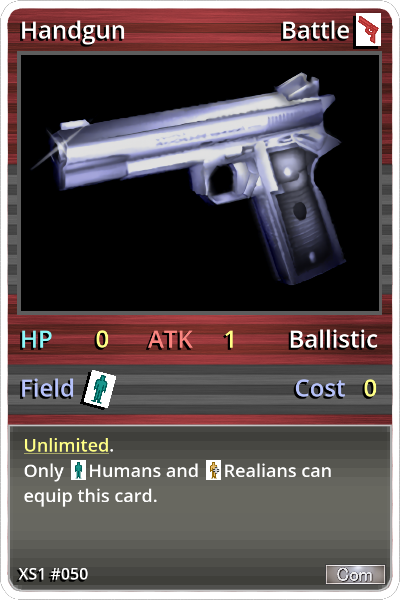 Handgun Battle
HP 0 ATK 1 Ballistic
Field Cost 0
Unlimited.
Only Humans and Realians can
equip this card.
XS1 #050 Com